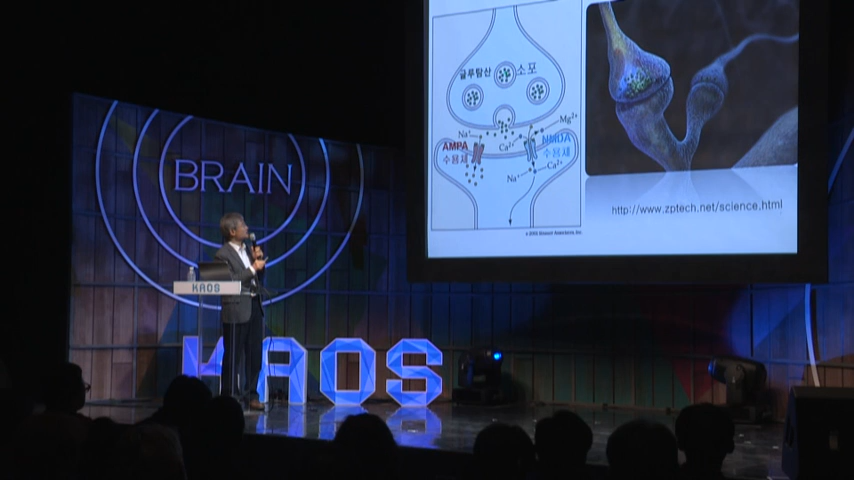 글루탐산
소포
Na⁺
Mg²⁺
Ca²⁺
AMPA
수용체
NMDA
수용체
Na⁺
Ca²⁺
http://www.zptech.net/science.html
BRAIN
KAOS
KAOS